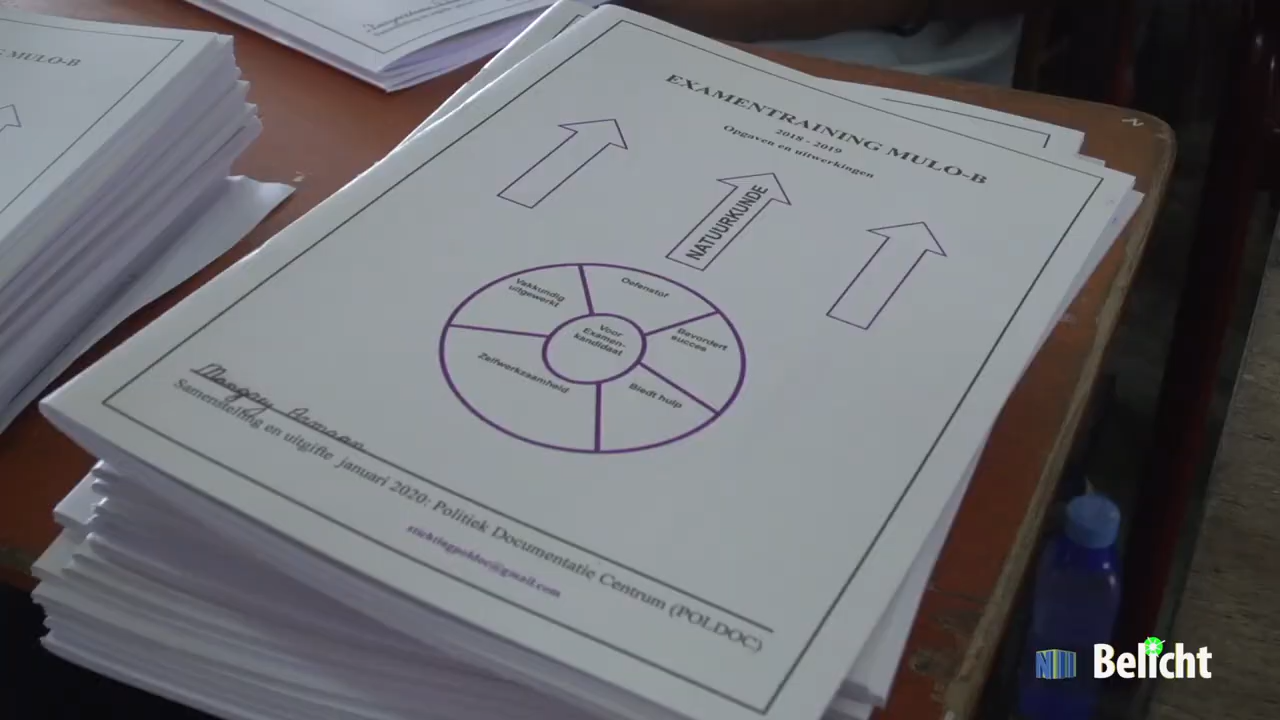 MULO-B
EXAMENTRAINING MULO-B
2018 - 2019
Opgaven en uitwerkingen
NATUURKUNDE
Vakkundig
uitgewerkt
Oefenstof
Bevordert
succes
Voor
Examen-
kandidaat
Zelfwerkzaamheid
Biedt hulp
Samenstelling en uitgifte januari 2020: Politiek Documentatie Centrum (POLDOC)
stichtingpoldoc@gmail.com
Belicht